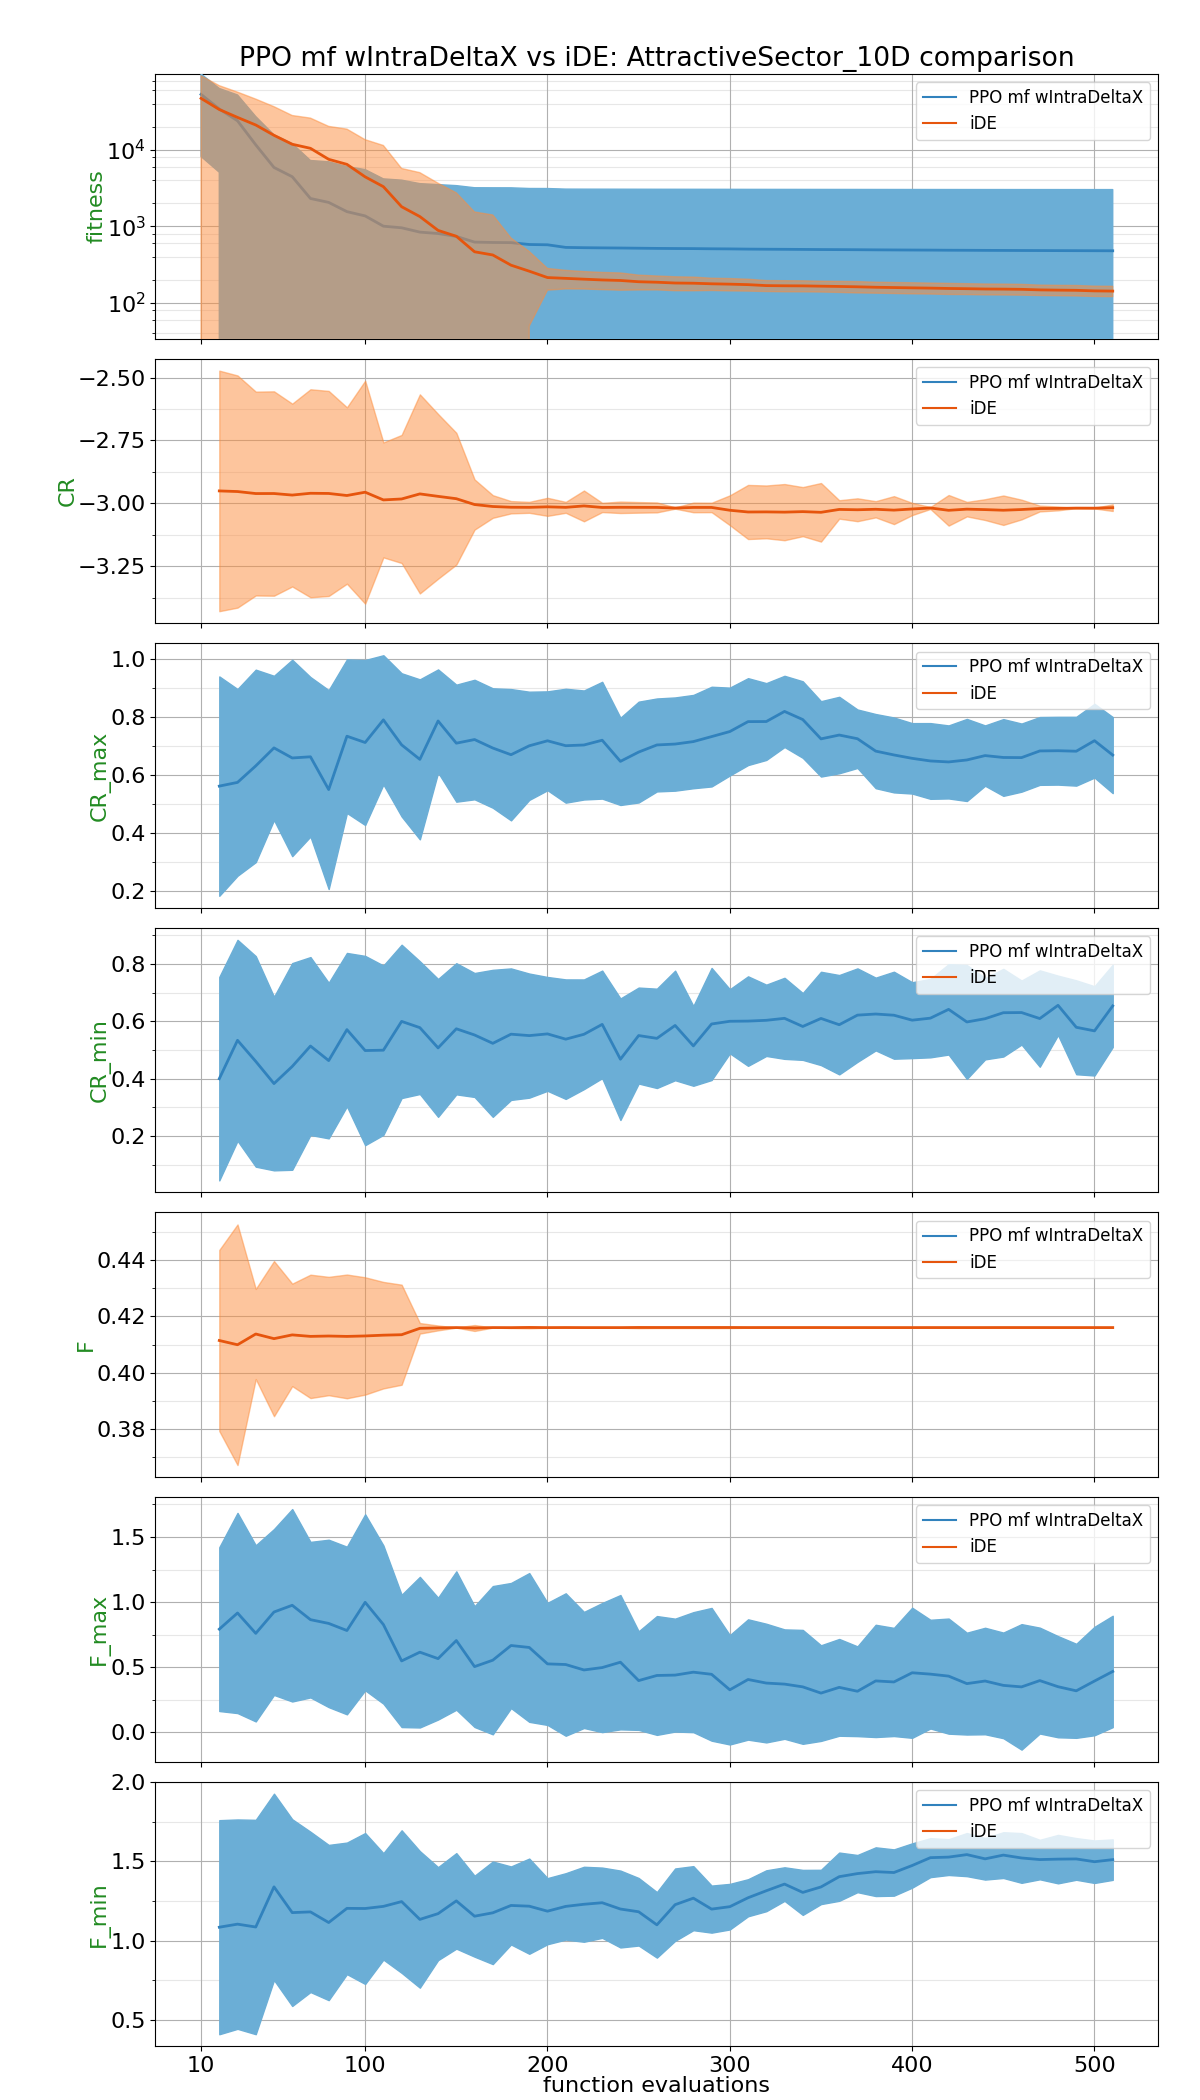 PPO mf wIntraDeltaX vs iDE: AttractiveSector_10D comparison
PPO mf wIntraDeltaX
iDE
fitness
10^4
10^3
10^2
PPO mf wIntraDeltaX
iDE
CR
−2.50
−2.75
−3.00
−3.25
PPO mf wIntraDeltaX
iDE
CR_max
1.0
0.8
0.6
0.4
0.2
PPO mf wIntraDeltaX
iDE
CR_min
0.8
0.6
0.4
0.2
PPO mf wIntraDeltaX
iDE
F
0.44
0.42
0.40
0.38
PPO mf wIntraDeltaX
iDE
F_max
1.5
1.0
0.5
0.0
PPO mf wIntraDeltaX
iDE
F_min
2.0
1.5
1.0
0.5
10 100 200 300 400 500
function evaluations